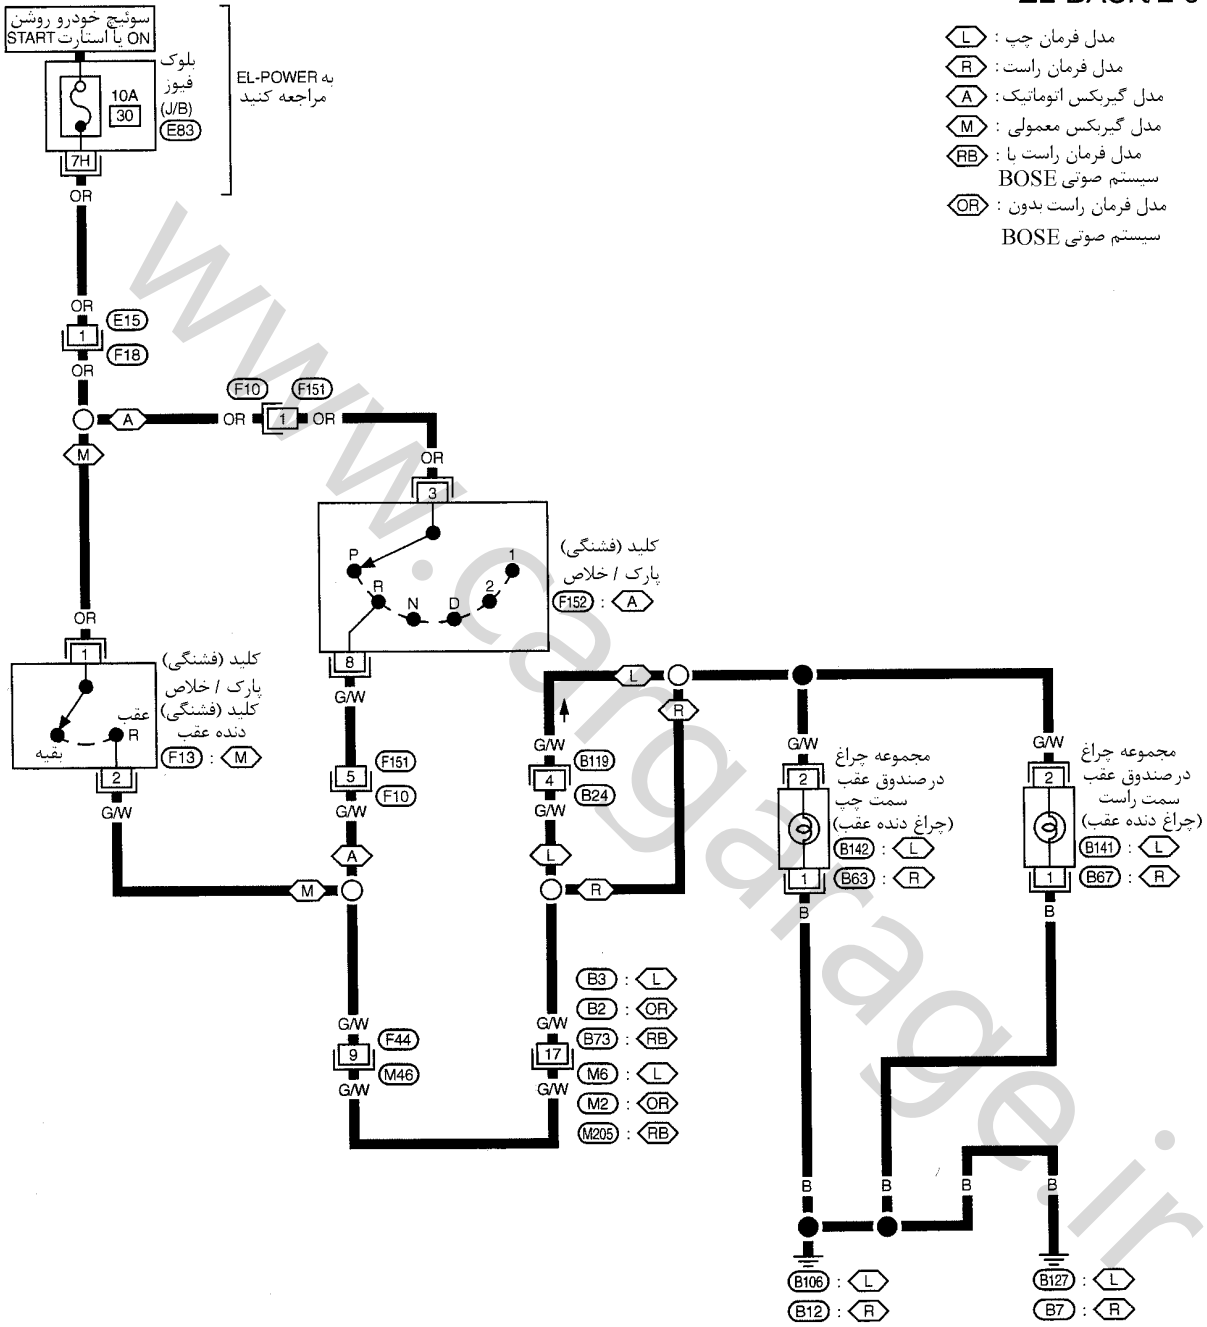 سوئیچ خودرو روشن
ON یا استارت START
بلوک
فیوز
(J/B)
E83
10A
30
7H
به EL-POWER
مراجعه کنید
L : مدل فرمان چپ
R : مدل فرمان راست
A : مدل گیربکس اتوماتیک
M : مدل گیربکس معمولی
RB : مدل فرمان راست با
سیستم صوتی BOSE
OR : مدل فرمان راست بدون
سیستم صوتی BOSE
OR
OR
E15
1
F18
OR
F10
F151
A
OR
1
OR
M
OR
3
P
R
N
D
2
1
کلید (فشنگی)
پارک / خلاص
F152 : A
8
G/W
OR
1
عقب
R
بقیه
کلید (فشنگی)
پارک / خلاص
کلید (فشنگی)
دنده عقب
F13 : M
2
G/W
F151
5
F10
G/W
A
M
L
R
G/W
B119
4
B24
G/W
L
R
G/W
2
مجموعه چراغ
درصندوق عقب
سمت چپ
(چراغ دنده عقب)
B142 : L
B63 : R
1
B
G/W
2
مجموعه چراغ
درصندوق عقب
سمت راست
(چراغ دنده عقب)
B141 : L
B67 : R
1
B
G/W
F44
9
M46
G/W
G/W
17
G/W
B3 : L
B2 : OR
B73 : RB
M6 : L
M2 : OR
M205 : RB
B
B
B
B
B106 : L
B12 : R
B127 : L
B7 : R
www.cargarage.ir